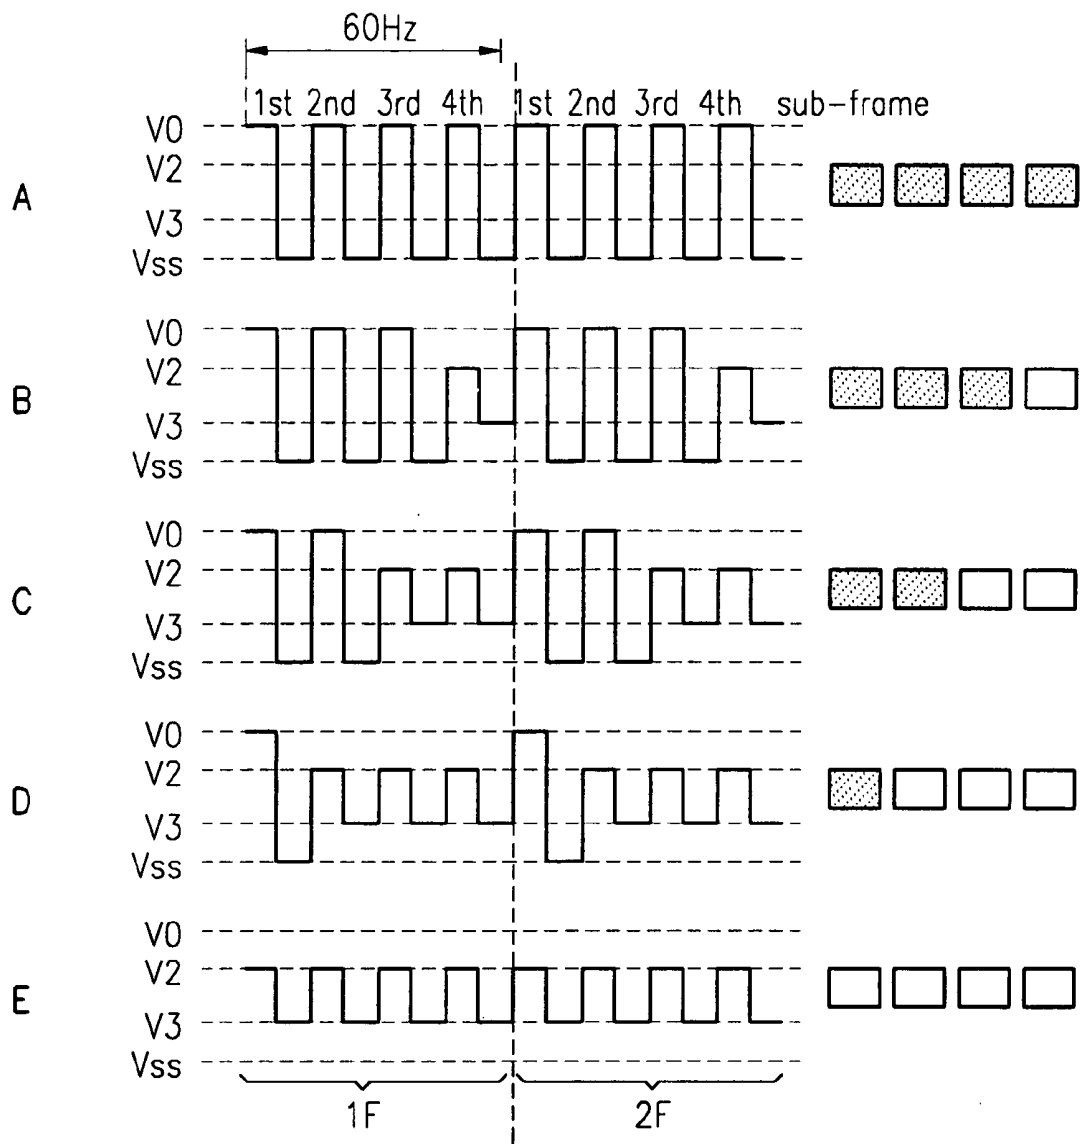 60Hz
1st 2nd 3rd 4th 1st 2nd 3rd 4th sub-frame
A
V0
V2
V3
Vss
B
V0
V2
V3
Vss
C
V0
V2
V3
Vss
D
V0
V2
V3
Vss
E
V0
V2
V3
Vss
1F 2F